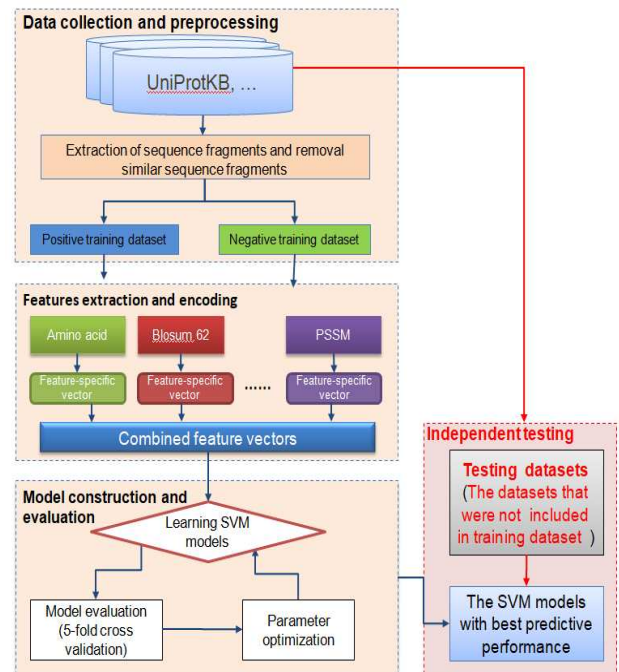 Data collection and preprocessing
UniProtKB, ...
Extraction of sequence fragments and removal
similar sequence fragments
Positive training dataset
Negative training dataset
Features extraction and encoding
Amino acid
Blosum 62
PSSM
Feature-specific
vector
Feature-specific
vector
......
Feature-specific
vector
Combined feature vectors
Model construction and
evaluation
Learning SVM
models
Model evaluation
(5-fold cross
validation)
Parameter
optimization
Independent testing
Testing datasets
(The datasets that
were not included
in training dataset )
The SVM models
with best predictive
performance